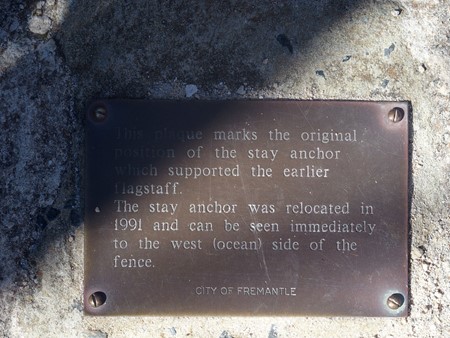 This plaque marks the original
position of the stay anchor
which supported the earlier
flagstaff.
The stay anchor was relocated in
1991 and can be seen immediately
to the west (ocean) side of the
fence.
CITY OF FREMANTLE